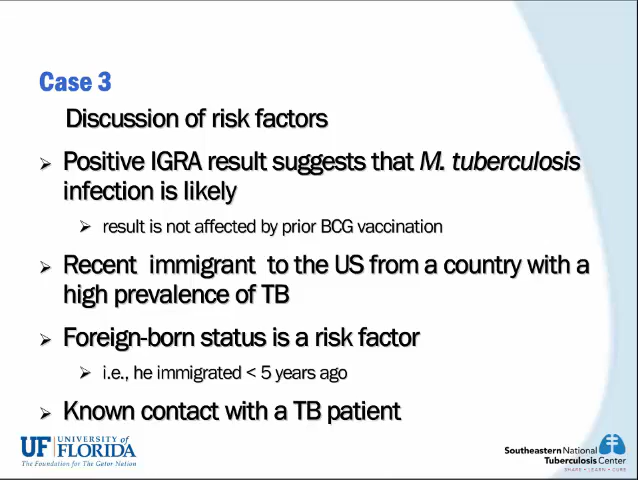 Case 3
Discussion of risk factors
➢ Positive IGRA result suggests that M. tuberculosis
infection is likely
➢ result is not affected by prior BCG vaccination
➢ Recent immigrant to the US from a country with a
high prevalence of TB
➢ Foreign-born status is a risk factor
➢ i.e., he immigrated < 5 years ago
➢ Known contact with a TB patient
UF UNIVERSITY of
FLORIDA
The Foundation for The Gator Nation
Southeastern National
Tuberculosis Center
SHARE • LEARN • CURE